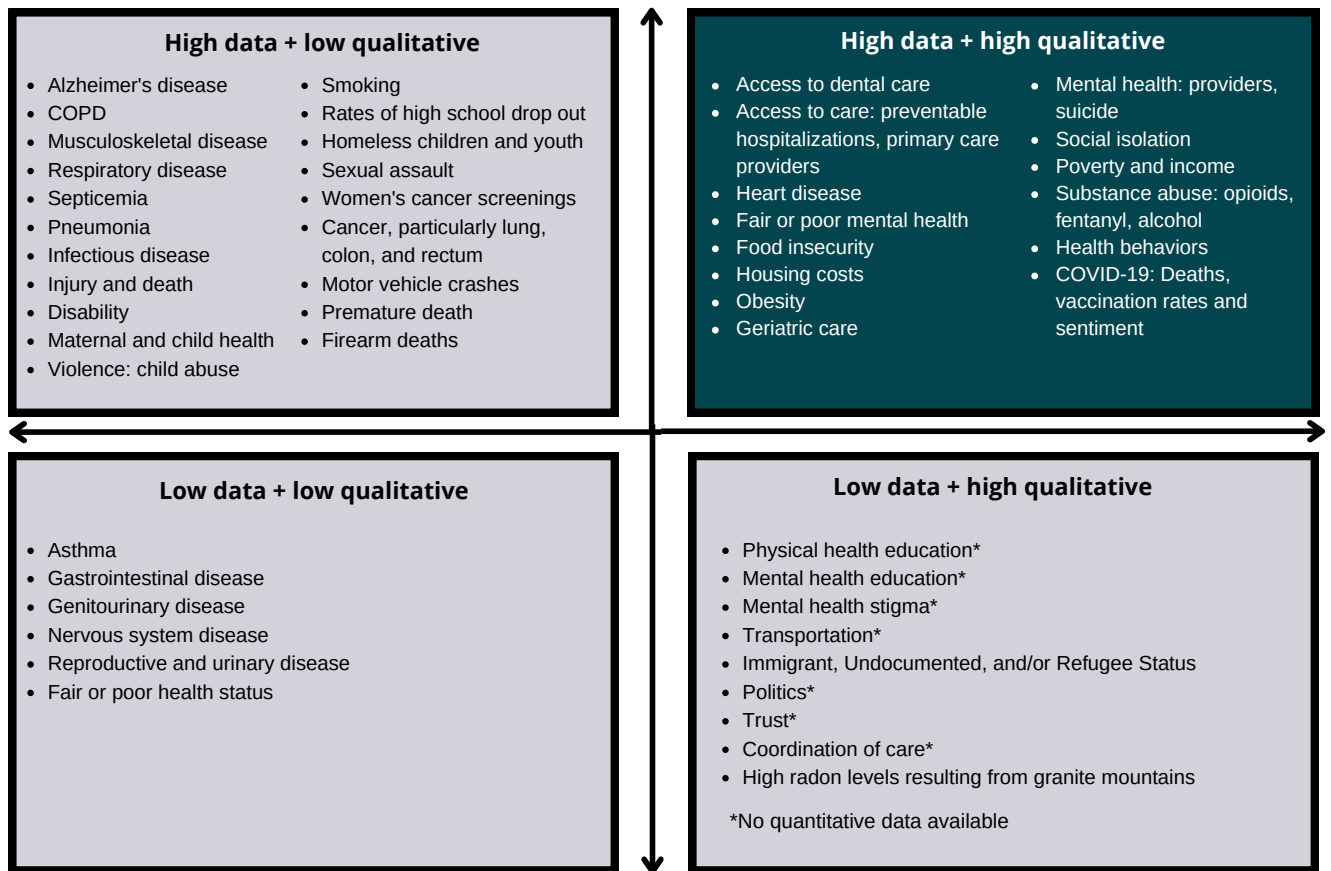 High data + low qualitative
Alzheimer's disease
COPD
Musculoskeletal disease
Respiratory disease
Septicemia
Pneumonia
Infectious disease
Injury and death
Disability
Maternal and child health
Violence: child abuse
Smoking
Rates of high school drop out
Homeless children and youth
Sexual assault
Women's cancer screenings
Cancer, particularly lung,
colon, and rectum
Motor vehicle crashes
Premature death
Firearm deaths
High data + high qualitative
Access to dental care
Access to care: preventable
hospitalizations, primary care
providers
Heart disease
Fair or poor mental health
Food insecurity
Housing costs
Obesity
Geriatric care
Mental health: providers,
suicide
Social isolation
Poverty and income
Substance abuse: opioids,
fentanyl, alcohol
Health behaviors
COVID-19: Deaths,
vaccination rates and
sentiment
Low data + low qualitative
Asthma
Gastrointestinal disease
Genitourinary disease
Nervous system disease
Reproductive and urinary disease
Fair or poor health status
Low data + high qualitative
Physical health education*
Mental health education*
Mental health stigma*
Transportation*
Immigrant, Undocumented, and/or Refugee Status
Politics*
Trust*
Coordination of care*
High radon levels resulting from granite mountains
*No quantitative data available